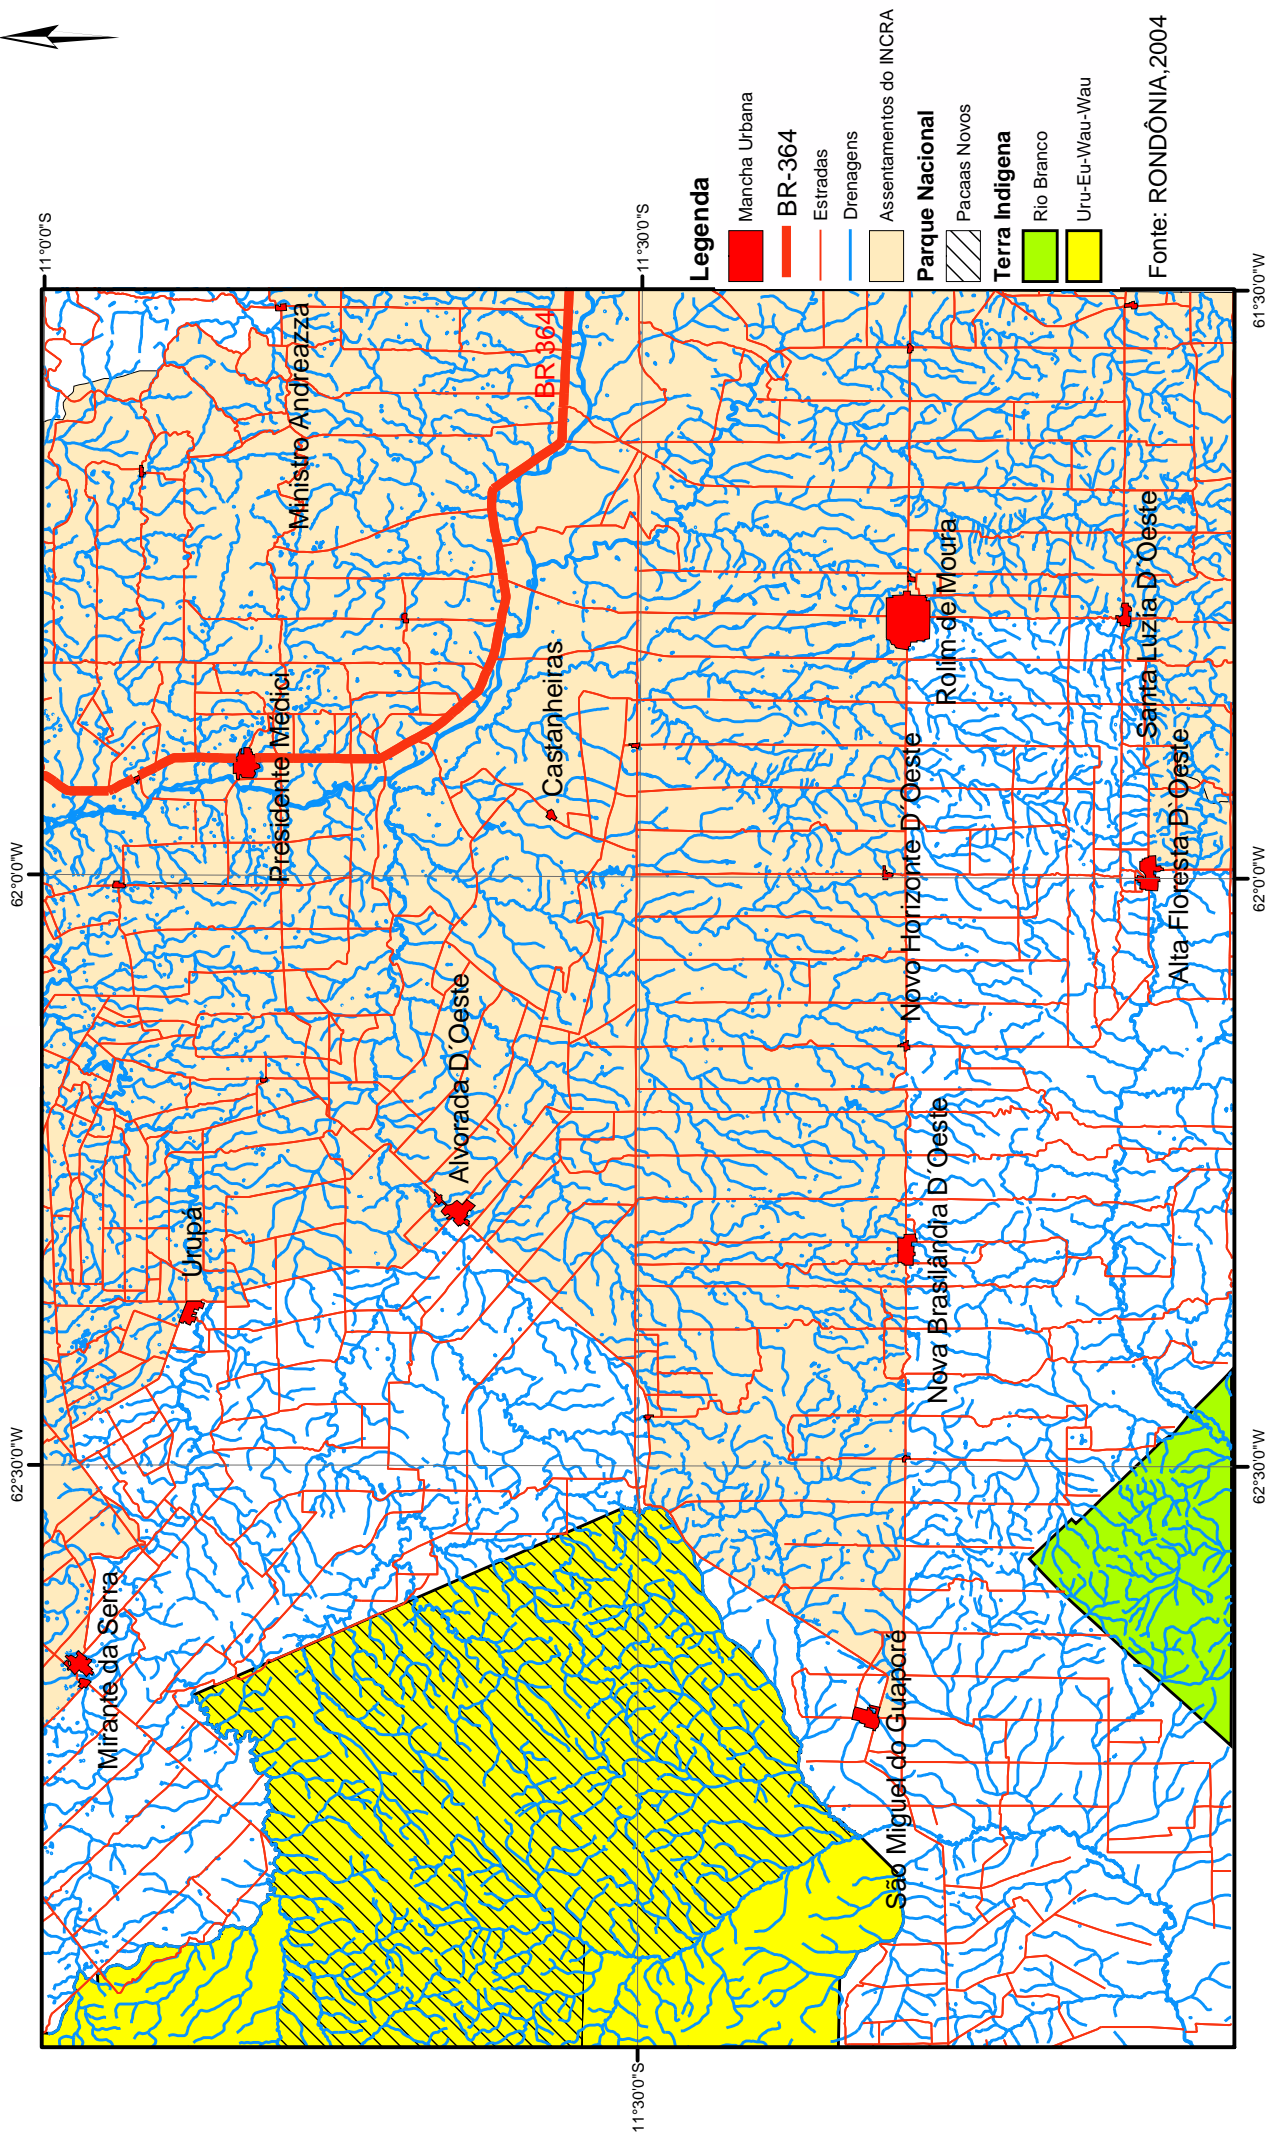 62°30'0"W
62°0'0"W
11°0'0"S
Mirante da Serra
Urupá
Presidente Médici
Ministro Andreazza
Alvorada D´Oeste
Castanheiras
BR-364
11°30'0"S
11°30'0"S
São Miguel do Guaporé
Nova Brasilândia D´Oeste
Novo Horizonte D´Oeste
Rolim de Moura
Alta Floresta D`Oeste
Santa Luzia D'Oeste
62°30'0"W
62°0'0"W
61°30'0"W
Legenda
Mancha Urbana
BR-364
Estradas
Drenagens
Assentamentos do INCRA
Parque Nacional
Pacaas Novos
Terra Indigena
Rio Branco
Uru-Eu-Wau-Wau
Fonte: RONDÔNIA,2004